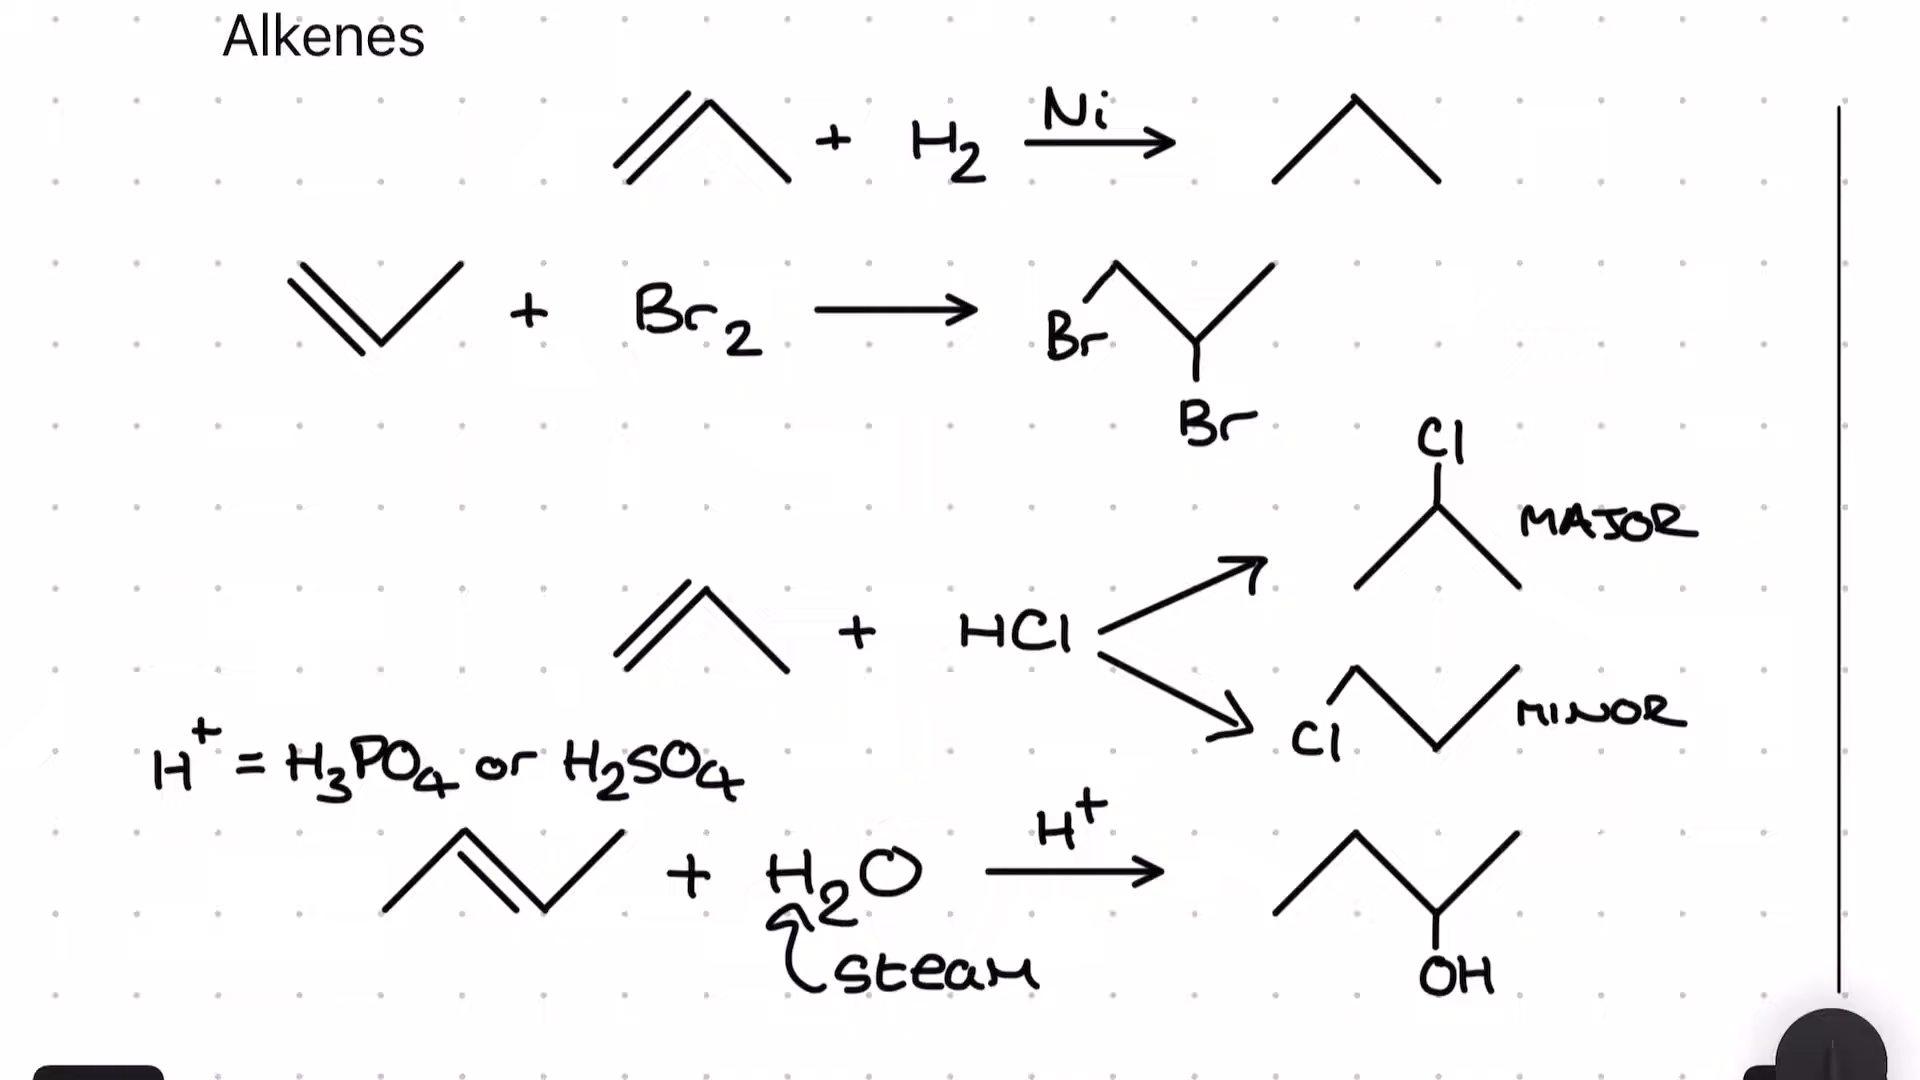 Alkenes
+ H₂ Ni
+ Br₂ Br
Br
Cl
MAJOR
+ HCl
Cl MINOR
H⁺ = H₃PO₄ or H₂SO₄
+ H₂O H⁺
steam
OH